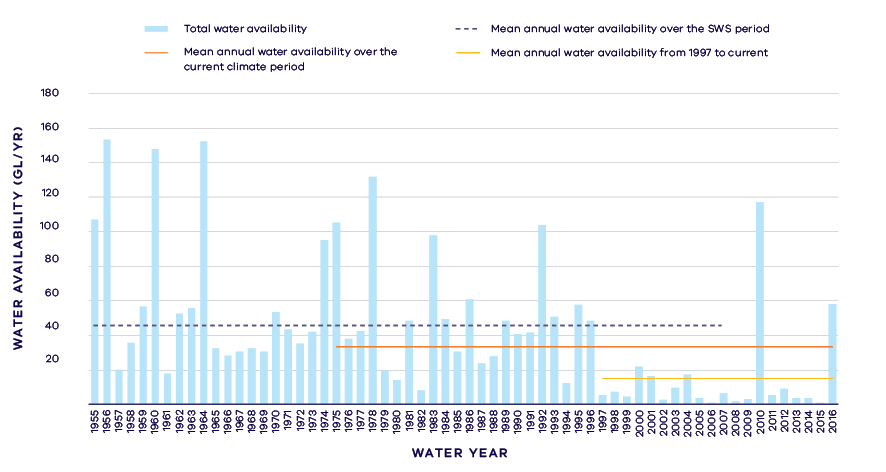 Total water availability
Mean annual water availability over the SWS period
Mean annual water availability over the
current climate period
Mean annual water availability from 1997 to current
WATER AVAILABILITY (GL/YR)
180
160
140
120
100
80
60
40
20
1955 1956 1957 1958 1959 1960 1961 1962 1963 1964 1965 1966 1967 1968 1969 1970 1971 1972 1973 1974 1975 1976 1977 1978 1979 1980 1981 1982 1983 1984 1985 1986 1987 1988 1989 1990 1991 1992 1993 1994 1995 1996 1997 1998 1999 2000 2001 2002 2003 2004 2005 2006 2007 2008 2009 2010 2011 2012 2013 2014 2015 2016
WATER YEAR